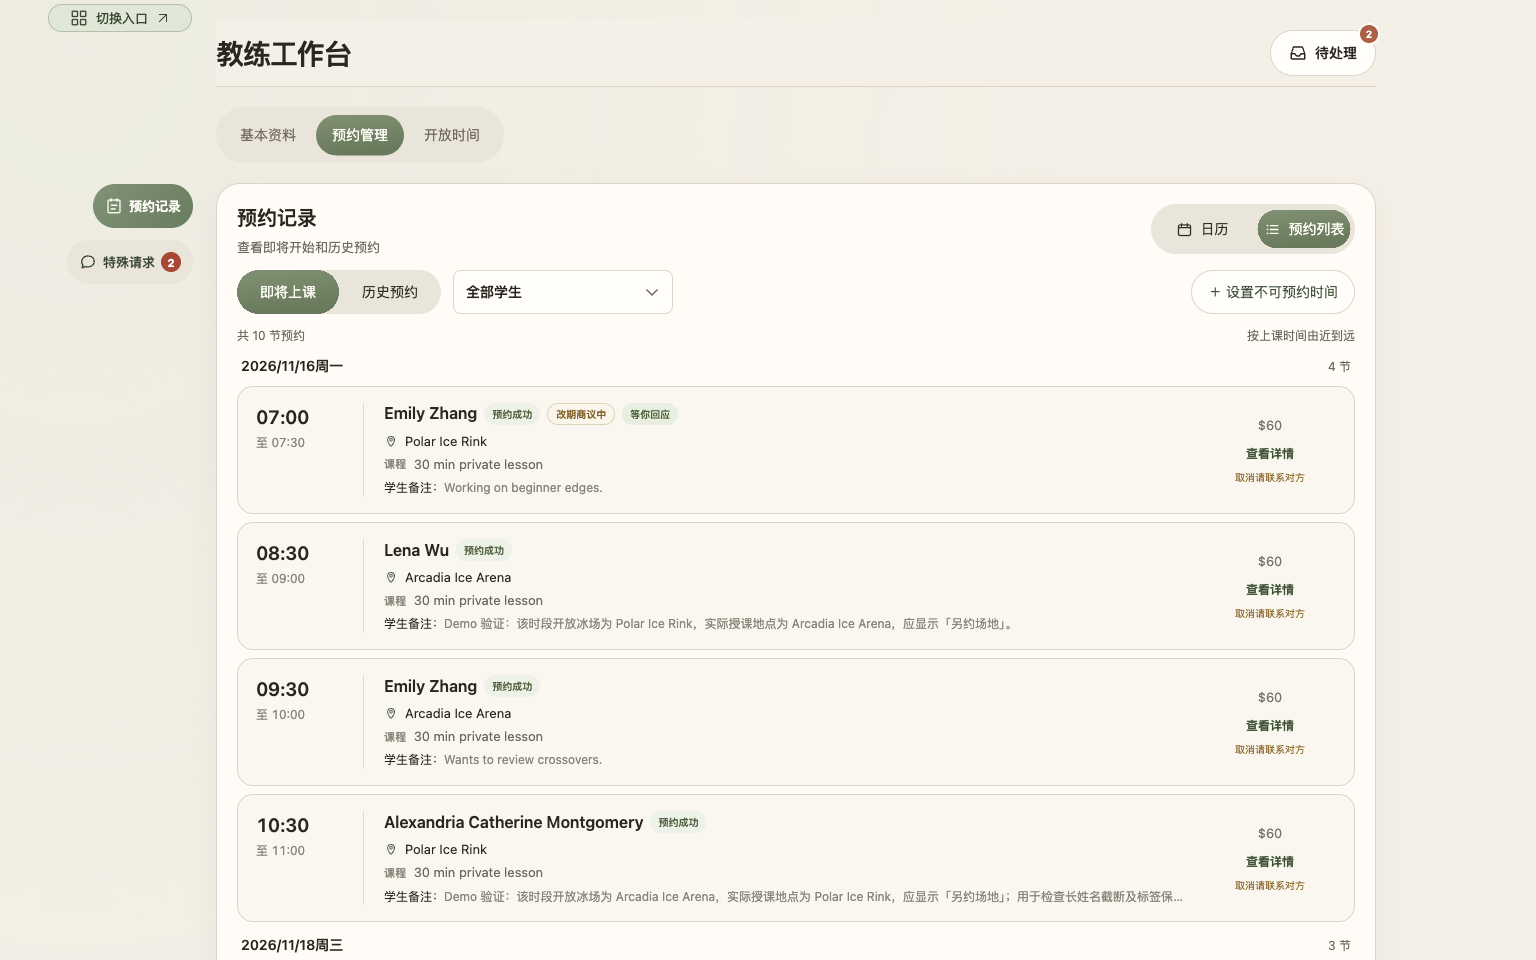 切换入口
教练工作台
待处理
2
基本资料
预约管理
开放时间
预约记录
特殊请求
2
预约记录
查看即将开始和历史预约
日历
预约列表
即将上课
历史预约
全部学生
+ 设置不可预约时间
共 10 节预约
按上课时间由近到远
2026/11/16周一
4 节
07:00
至 07:30
Emily Zhang
预约成功
改期商议中
等你回应
Polar Ice Rink
课程 30 min private lesson
学生备注：Working on beginner edges.
$60
查看详情
取消请联系对方
08:30
至 09:00
Lena Wu
预约成功
Arcadia Ice Arena
课程 30 min private lesson
学生备注：Demo 验证：该时段开放冰场为 Polar Ice Rink，实际授课地点为 Arcadia Ice Arena，应显示「另约场地」。
$60
查看详情
取消请联系对方
09:30
至 10:00
Emily Zhang
预约成功
Arcadia Ice Arena
课程 30 min private lesson
学生备注：Wants to review crossovers.
$60
查看详情
取消请联系对方
10:30
至 11:00
Alexandria Catherine Montgomery
预约成功
Polar Ice Rink
课程 30 min private lesson
学生备注：Demo 验证：该时段开放冰场为 Arcadia Ice Arena，实际授课地点为 Polar Ice Rink，应显示「另约场地」；用于检查长姓名截断及标签保...
$60
查看详情
取消请联系对方
2026/11/18周三
3 节